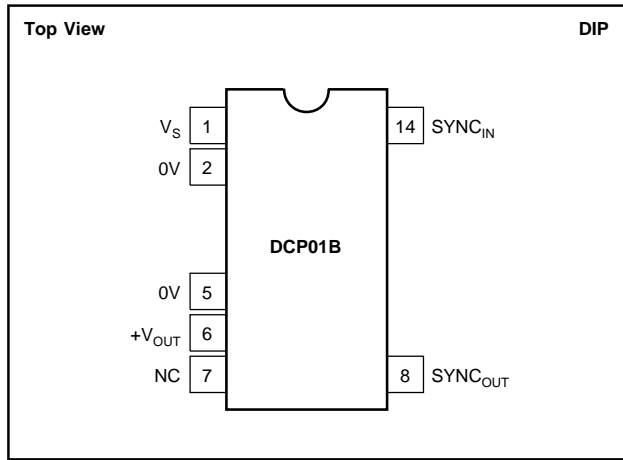 Top View DIP
V_S 1 14 SYNC_IN
0V 2
DCP01B
0V 5
+V_OUT 6
NC 7 8 SYNC_OUT